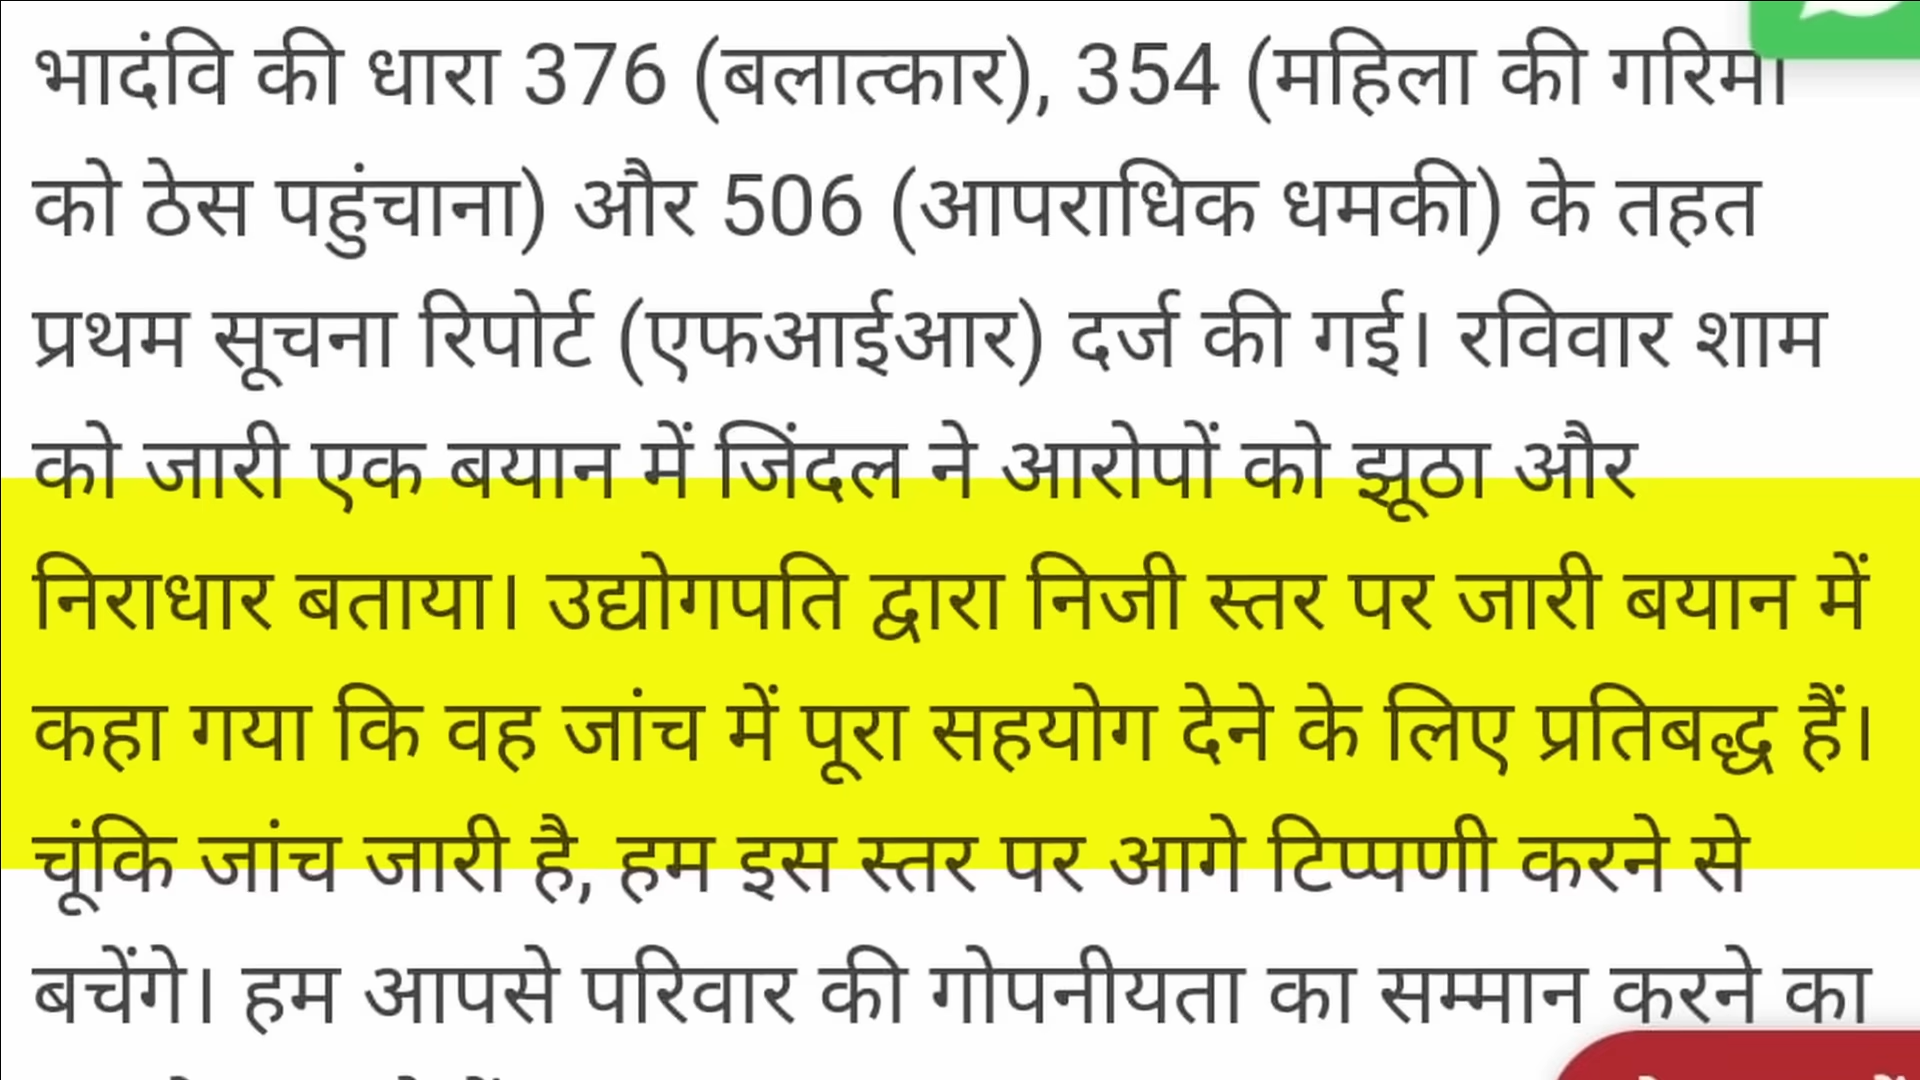 भादंवि की धारा 376 (बलात्कार), 354 (महिला की गरिमा
को ठेस पहुंचाना) और 506 (आपराधिक धमकी) के तहत
प्रथम सूचना रिपोर्ट (एफआईआर) दर्ज की गई। रविवार शाम
को जारी एक बयान में जिंदल ने आरोपों को झूठा और
निराधार बताया। उद्योगपति द्वारा निजी स्तर पर जारी बयान में
कहा गया कि वह जांच में पूरा सहयोग देने के लिए प्रतिबद्ध हैं।
चूंकि जांच जारी है, हम इस स्तर पर आगे टिप्पणी करने से
बचेंगे। हम आपसे परिवार की गोपनीयता का सम्मान करने का